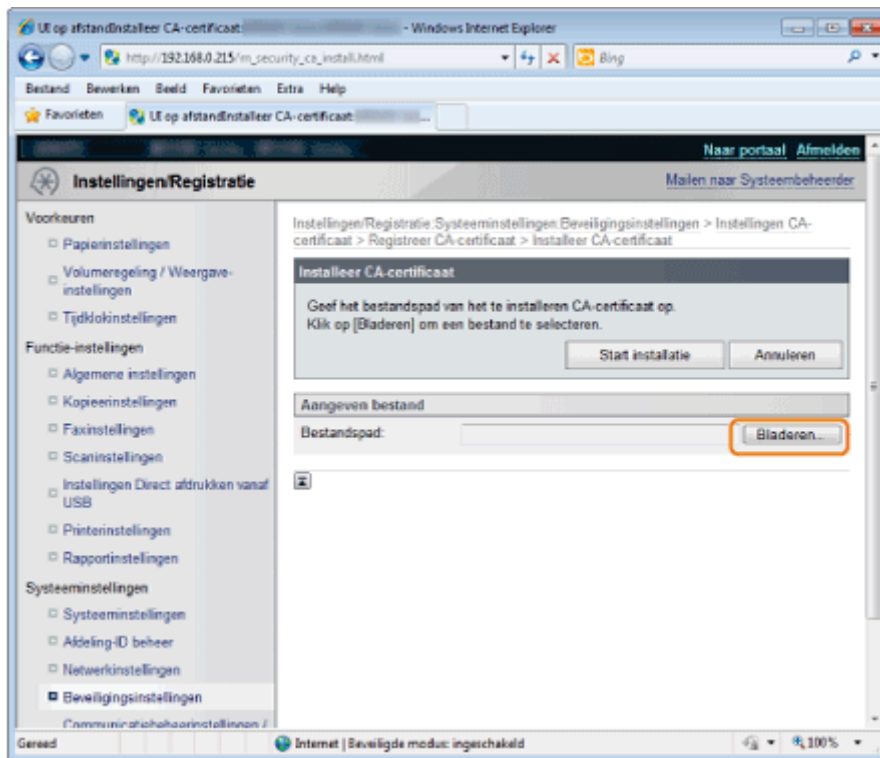 UI op afstandInstalleer CA-certificaat: - Windows Internet Explorer
http://192.168.0.215/m_security_ca_install.html
Bing
Bestand Bewerken Beeld Favorieten Extra Help
Favorieten UI op afstandInstalleer CA-certificaat: ...
Naar portaal Afmelden
Instellingen/Registratie Mailen naar Systeembeheerder
Voorkeuren
Papierinstellingen
Volumeregeling / Weergave-
instellingen
Tijdklokinstellingen
Functie-instellingen
Algemene instellingen
Kopieerinstellingen
Faxinstellingen
Scaninstellingen
Instellingen Direct afdrukken vanaf
USB
Printerinstellingen
Rapportinstellingen
Systeeminstellingen
Systeeminstellingen
Afdeling-ID beheer
Netwerkinstellingen
Beveiligingsinstellingen
Communicatiebeheerinstellingen /
Instellingen/Registratie:Systeeminstellingen:Beveiligingsinstellingen > Instellingen CA-
certificaat > Registreer CA-certificaat > Installeer CA-certificaat
Installeer CA-certificaat
Geef het bestandspad van het te installeren CA-certificaat op.
Klik op [Bladeren] om een bestand te selecteren.
Start installatie Annuleren
Aangeven bestand
Bestandspad: Bladeren...
Gereed Internet | Beveiligde modus: ingeschakeld 100%